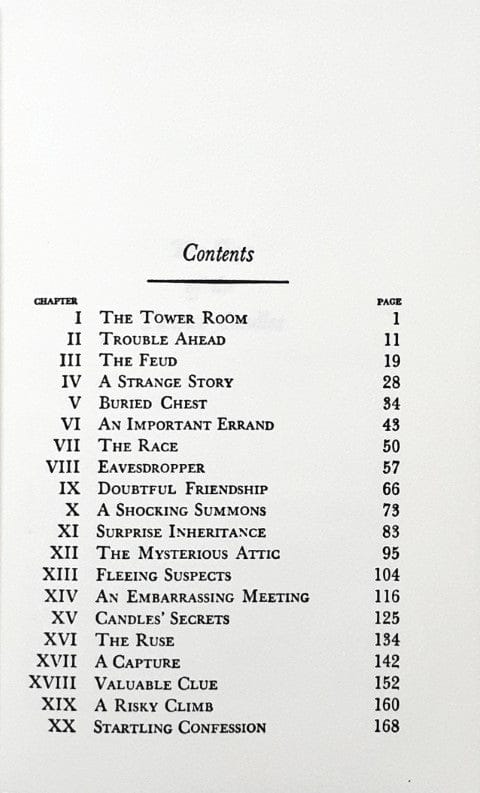 Contents
CHAPTER PAGE
I THE TOWER ROOM 1
II TROUBLE AHEAD 11
III THE FEUD 19
IV A STRANGE STORY 28
V BURIED CHEST 34
VI AN IMPORTANT ERRAND 43
VII THE RACE 50
VIII EAVESDROPPER 57
IX DOUBTFUL FRIENDSHIP 66
X A SHOCKING SUMMONS 73
XI SURPRISE INHERITANCE 83
XII THE MYSTERIOUS ATTIC 95
XIII FLEEING SUSPECTS 104
XIV AN EMBARRASSING MEETING 116
XV CANDLES' SECRETS 125
XVI THE RUSE 134
XVII A CAPTURE 142
XVIII VALUABLE CLUE 152
XIX A RISKY CLIMB 160
XX STARTLING CONFESSION 168